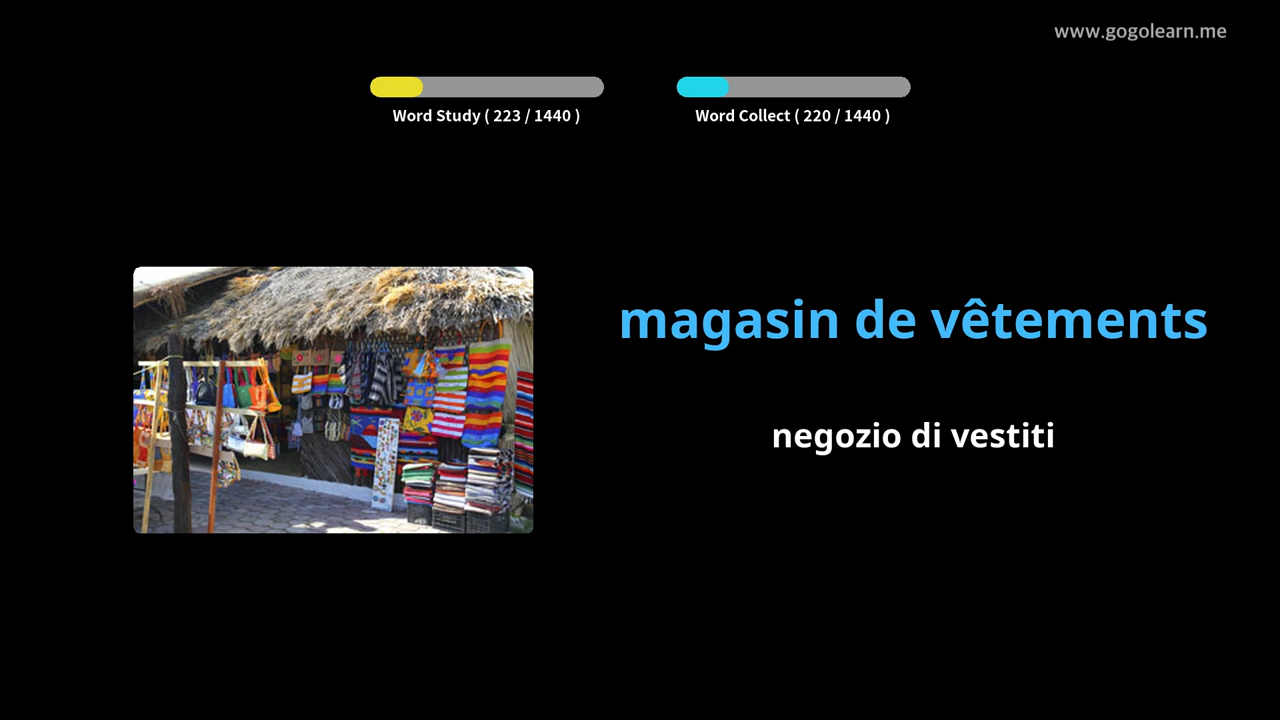 www.gogolearn.me
Word Study ( 223 / 1440 )
Word Collect ( 220 / 1440 )
magasin de vêtements
negozio di vestiti